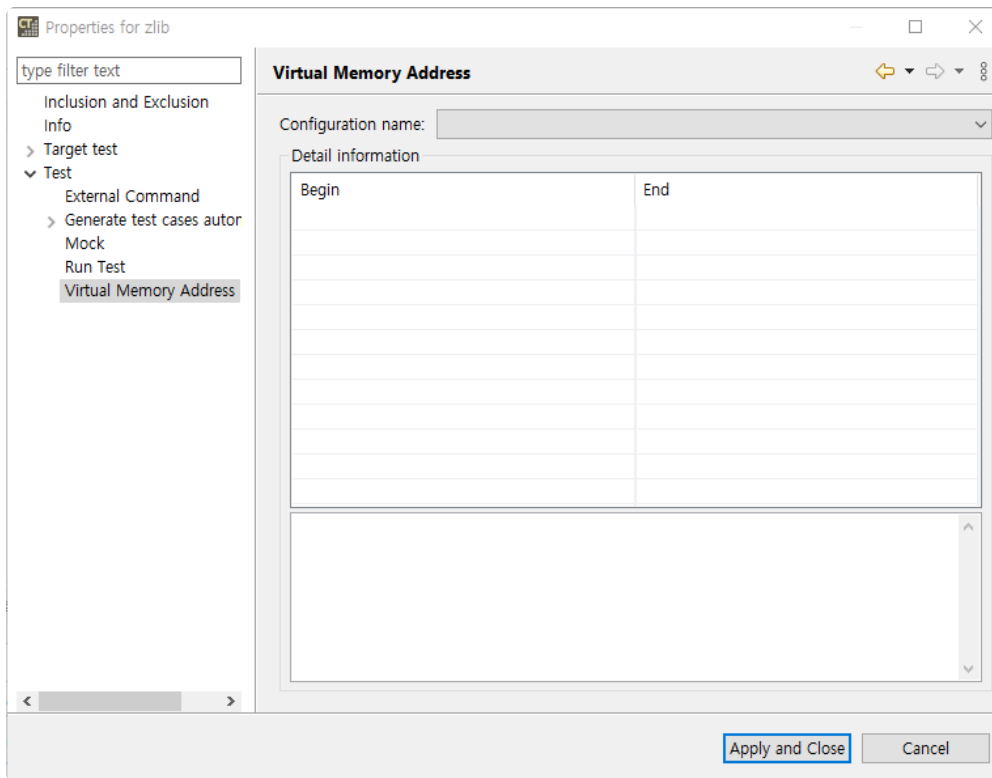 CT
Properties for zlib
type filter text
Inclusion and Exclusion
Info
Target test
Test
External Command
Generate test cases autor
Mock
Run Test
Virtual Memory Address
Virtual Memory Address
Configuration name:
Detail information
Begin End
Apply and Close Cancel